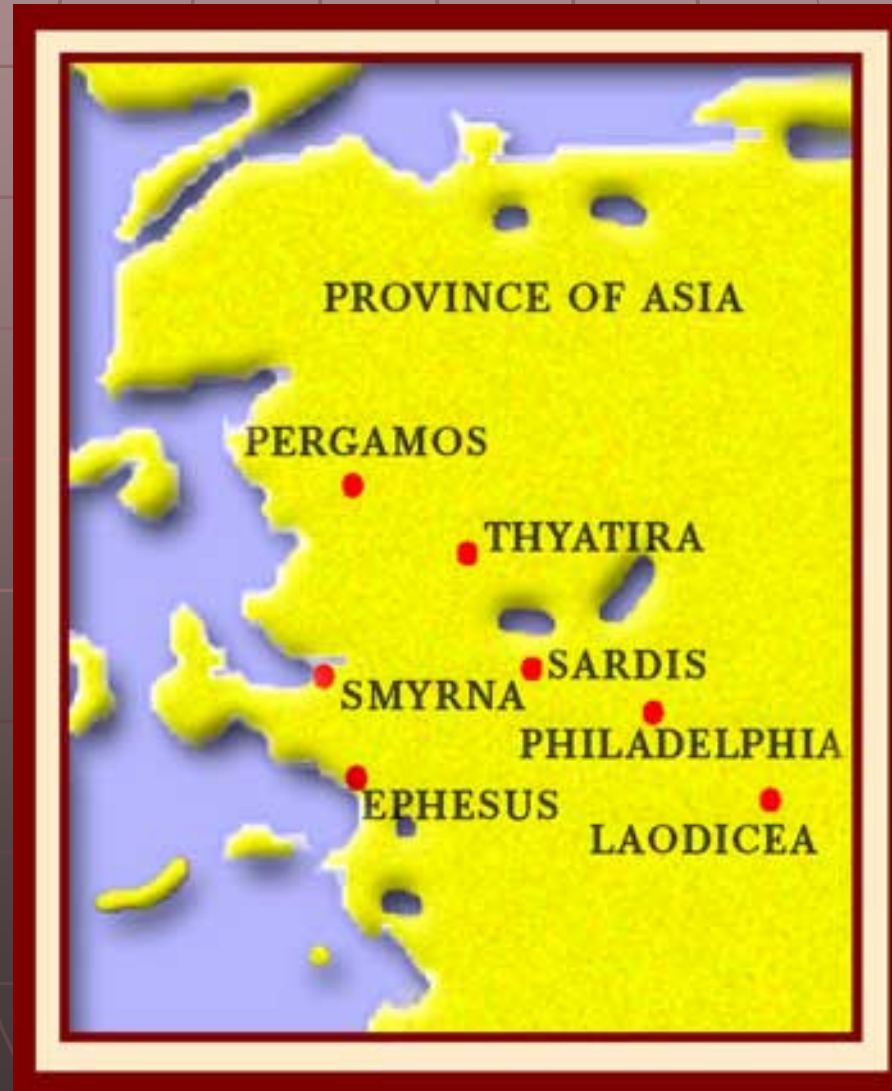 PROVINCE OF ASIA
PERGAMOS
THYATIRA
SARDIS
SMYRNA
PHILADELPHIA
EPHESUS
LAODICEA